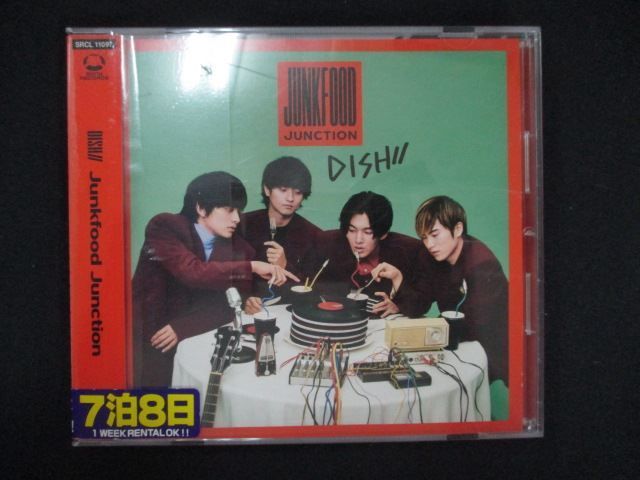 SRCL 11097
DISH//
Junkfood Junction
JUNKFOOD
JUNCTION
DISH//
7泊8日
1 WEEK RENTAL OK!!